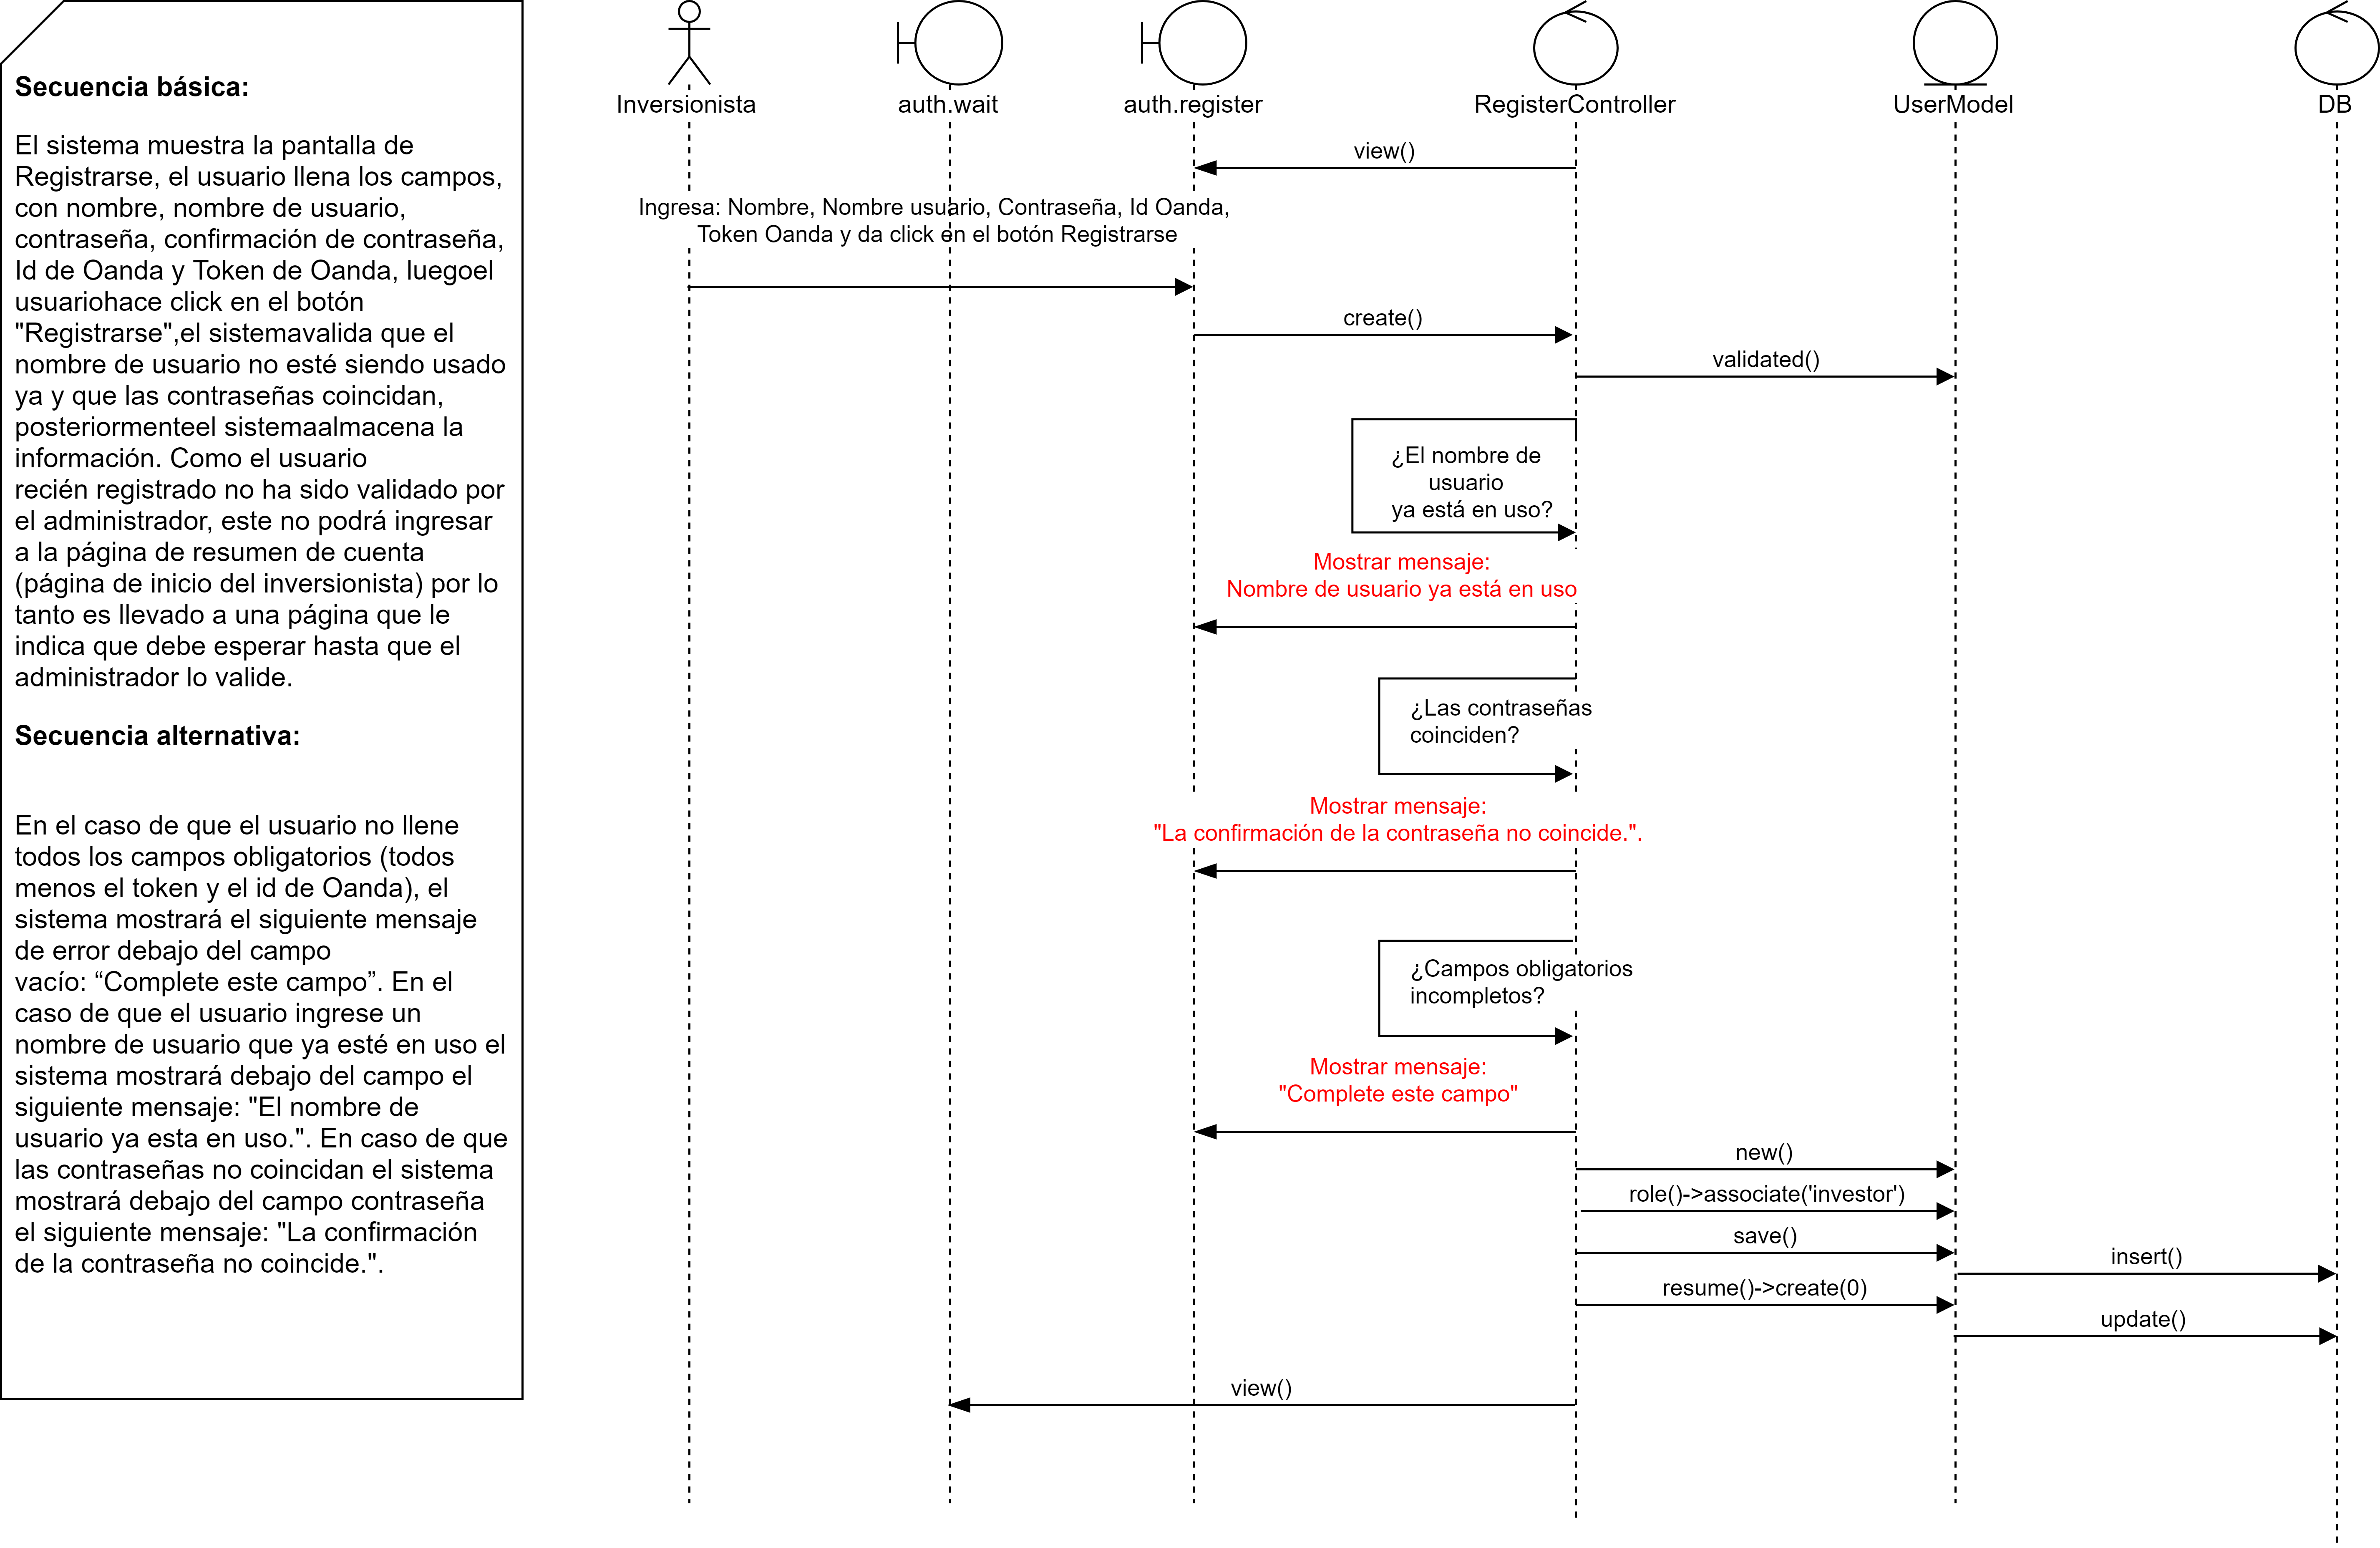 Secuencia básica:
El sistema muestra la pantalla de
Registrarse, el usuario llena los campos,
con nombre, nombre de usuario,
contraseña, confirmación de contraseña,
Id de Oanda y Token de Oanda, luegoel
usuariohace click en el botón
"Registrarse",el sistemavalida que el
nombre de usuario no esté siendo usado
ya y que las contraseñas coincidan,
posteriormenteel sistemaalmacena la
información. Como el usuario
recién registrado no ha sido validado por
el administrador, este no podrá ingresar
a la página de resumen de cuenta
(página de inicio del inversionista) por lo
tanto es llevado a una página que le
indica que debe esperar hasta que el
administrador lo valide.
Secuencia alternativa:
En el caso de que el usuario no llene
todos los campos obligatorios (todos
menos el token y el id de Oanda), el
sistema mostrará el siguiente mensaje
de error debajo del campo
vacío: “Complete este campo”. En el
caso de que el usuario ingrese un
nombre de usuario que ya esté en uso el
sistema mostrará debajo del campo el
siguiente mensaje: "El nombre de
usuario ya esta en uso.". En caso de que
las contraseñas no coincidan el sistema
mostrará debajo del campo contraseña
el siguiente mensaje: "La confirmación
de la contraseña no coincide.".
Inversionista
auth.wait
auth.register
RegisterController
UserModel
DB
view()
Ingresa: Nombre, Nombre usuario, Contraseña, Id Oanda,
Token Oanda y da click en el botón Registrarse
create()
validated()
¿El nombre de
usuario
ya está en uso?
Mostrar mensaje:
Nombre de usuario ya está en uso
¿Las contraseñas
coinciden?
Mostrar mensaje:
"La confirmación de la contraseña no coincide.".
¿Campos obligatorios
incompletos?
Mostrar mensaje:
"Complete este campo"
new()
role()->associate('investor')
save()
insert()
resume()->create(0)
update()
view()